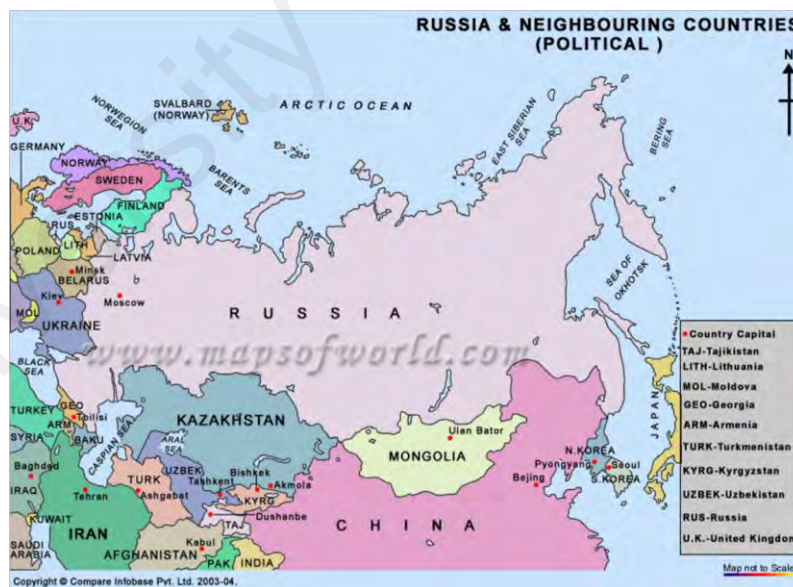 RUSSIA & NEIGHBOURING COUNTRIES
(POLITICAL )
N
SVALBARD
(NORWAY)
ARCTIC OCEAN
NORWEGIAN
SEA
BARENTS
SEA
EAST SIBERIAN
SEA
BERING
SEA
U.K.
GERMANY
NORWAY
SWEDEN
FINLAND
ESTONIA
RUS
LATVIA
LITH
POLAND
Minsk
BELARUS
Kiev
MOL
UKRAINE
Moscow
RUSSIA
SEA OF
OKHOTSK
www.mapsofworld.com
BLACK
SEA
GEO
Tbilisi
ARM
BAKU
TURKEY
SYRIA
CASPIAN SEA
KAZAKHSTAN
ARAL
SEA
Ulan Bator
MONGOLIA
JAPAN
N.KOREA
Pyongyang
Seoul
S.KOREA
Bejing
CHINA
Baghdad
IRAQ
Tehran
TURK
Ashgabat
UZBEK
Tashkent
Bishkek
Akmola
KYRG
Dushanbe
TAJ
KUWAIT
IRAN
SAUDI
ARABIA
AFGHANISTAN
Kabul
PAK
INDIA
Country Capital
TAJ-Tajikistan
LITH-Lithuania
MOL-Moldova
GEO-Georgia
ARM-Armenia
TURK-Turkmenistan
KYRG-Kyrgyzstan
UZBEK-Uzbekistan
RUS-Russia
U.K.-United Kingdom
Map not to Scale
Copyright © Compare Infobase Pvt. Ltd. 2003-04.